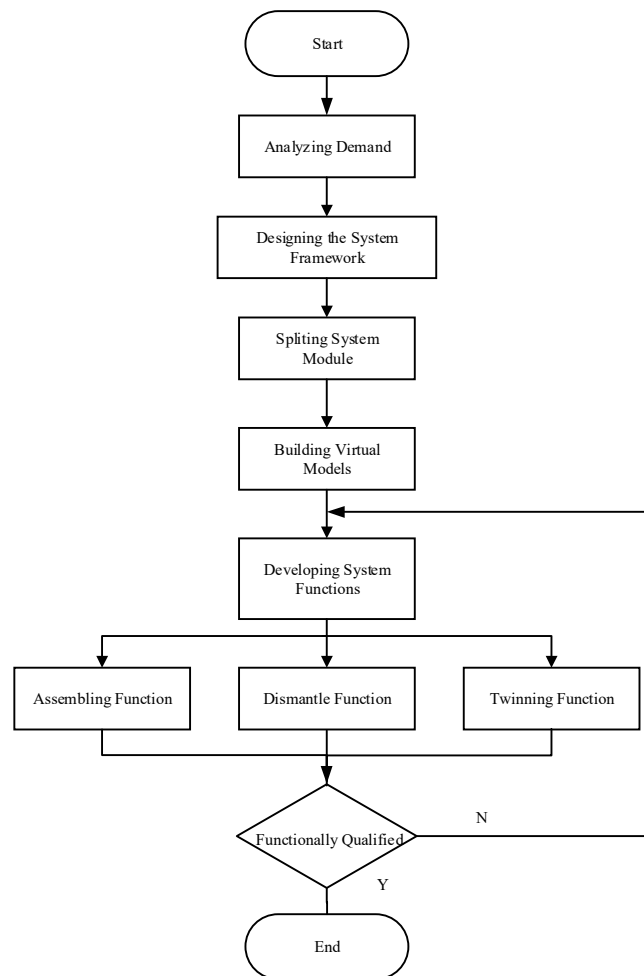 Start
Analyzing Demand
Designing the System
Framework
Spliting System
Module
Building Virtual
Models
Developing System
Functions
Assembling Function
Dismantle Function
Twinning Function
Functionally Qualified
N
Y
End